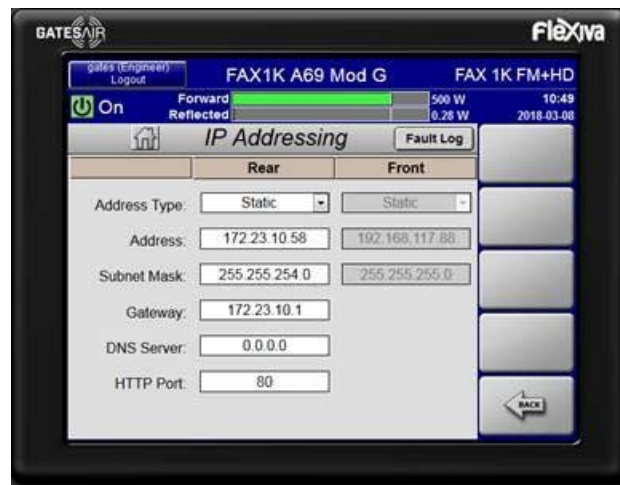 GATESAIR
Flexiva
gates (Engineer)
Logout
FAX1K A69 Mod G
FAX 1K FM+HD
On
Forward
500 W
10:49
Reflected
0.28 W
2018-03-08
IP Addressing
Fault Log
Rear
Front
Address Type:
Static
Static
Address:
172.23.10.58
192.168.117.88
Subnet Mask:
255.255.254.0
255.255.255.0
Gateway:
172.23.10.1
DNS Server:
0.0.0.0
HTTP Port:
80
BACK